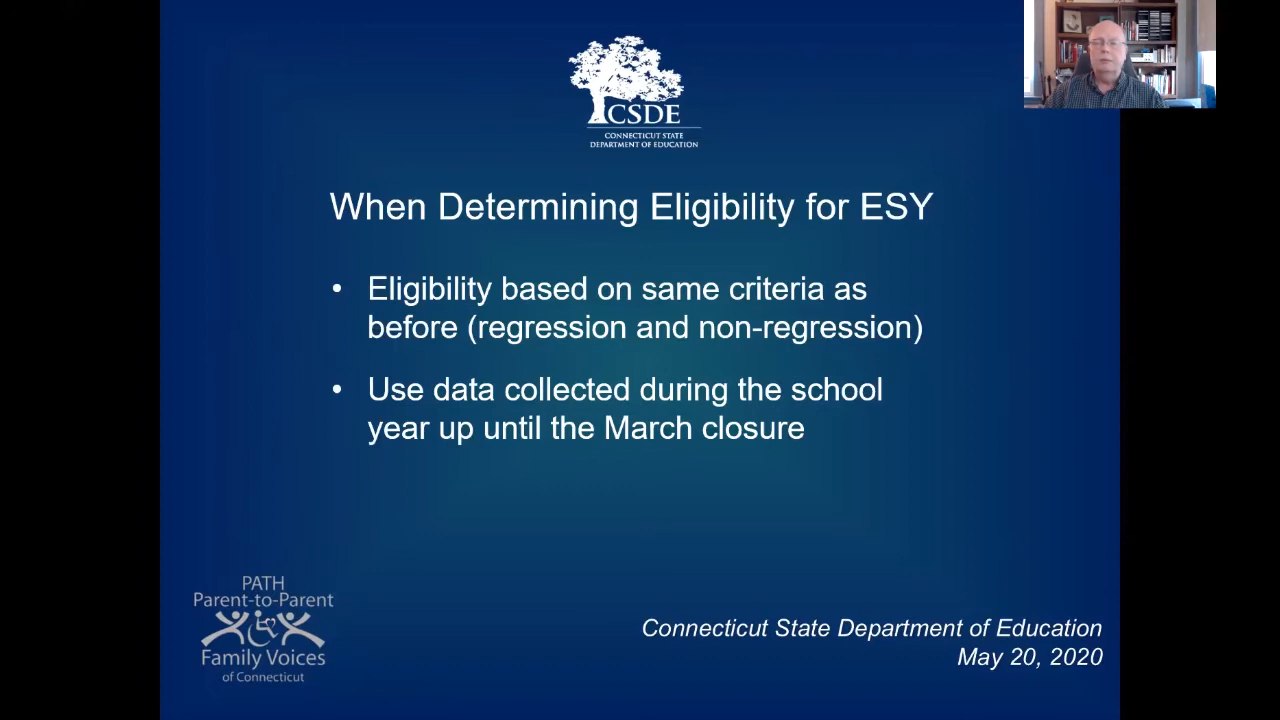 CSDE
CONNECTICUT STATE
DEPARTMENT OF EDUCATION
When Determining Eligibility for ESY
• Eligibility based on same criteria as
before (regression and non-regression)
• Use data collected during the school
year up until the March closure
PATH
Parent-to-Parent
Family Voices
of Connecticut
Connecticut State Department of Education
May 20, 2020